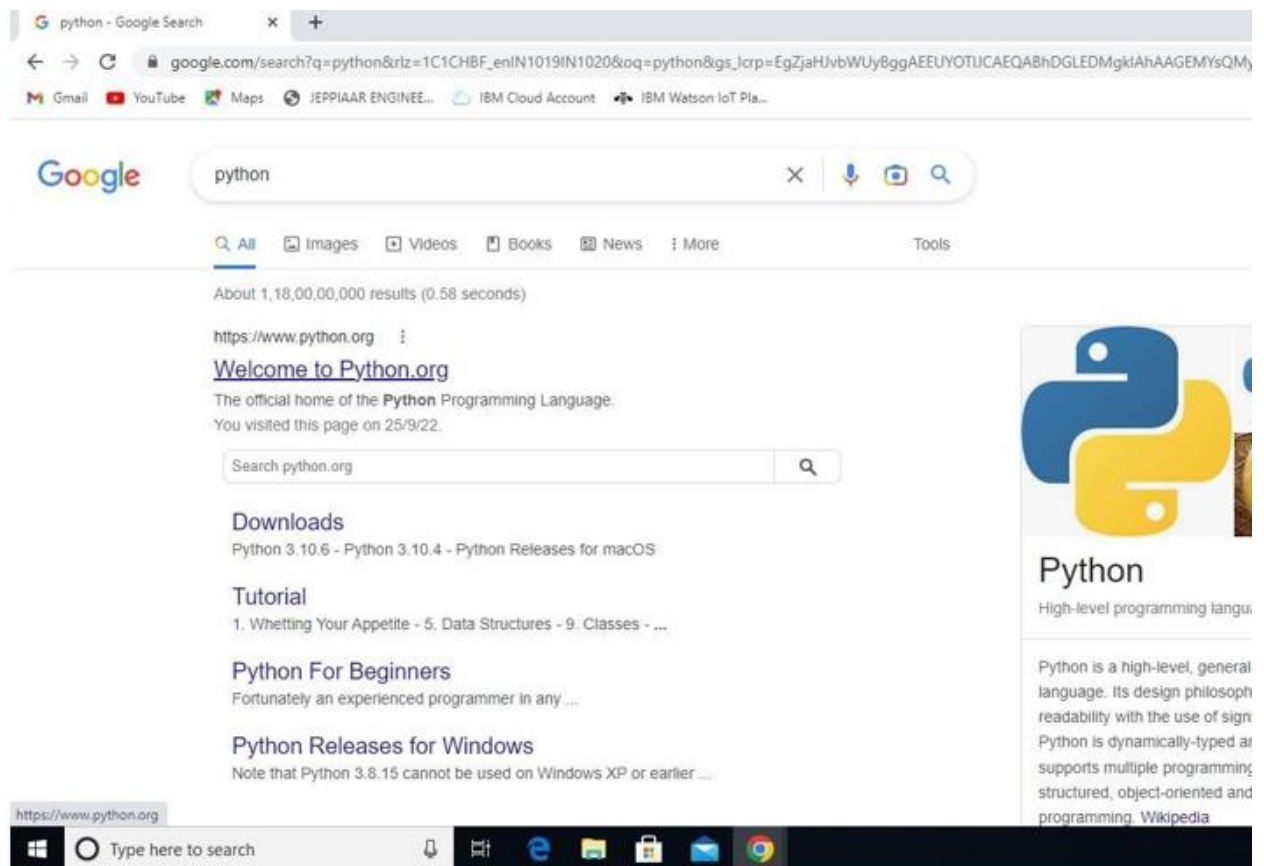 python - Google Search
google.com/search?q=python&rlz=1C1CHBF_enIN1019IN1020&oq=python&gs_lcrp=EgZjaHJvbWUyBggAEEUYOTIJCAEQABhDGLEDMgkIAhAAGEMYsQMy
Gmail YouTube Maps JEPPIAAR ENGINEE... IBM Cloud Account IBM Watson IoT Pla...
Google python
All Images Videos Books News More Tools
About 1,18,00,00,000 results (0.58 seconds)
https://www.python.org
Welcome to Python.org
The official home of the Python Programming Language.
You visited this page on 25/9/22.
Search python.org
Downloads
Python 3.10.6 - Python 3.10.4 - Python Releases for macOS
Tutorial
1. Whetting Your Appetite - 5. Data Structures - 9. Classes - ...
Python For Beginners
Fortunately an experienced programmer in any ...
Python Releases for Windows
Note that Python 3.8.15 cannot be used on Windows XP or earlier ...
Python
High-level programming langu
Python is a high-level, general-
language. Its design philosoph
readability with the use of sign
Python is dynamically-typed ar
supports multiple programming
structured, object-oriented and
programming. Wikipedia
https://www.python.org
Type here to search